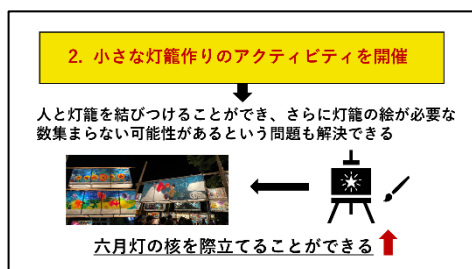 2. 小さな灯籠作りのアクティビティを開催
人と灯籠を結びつけることができ、さらに灯籠の絵が必要な
数集まらない可能性があるという問題も解決できる
六月灯の核を際立てることができる